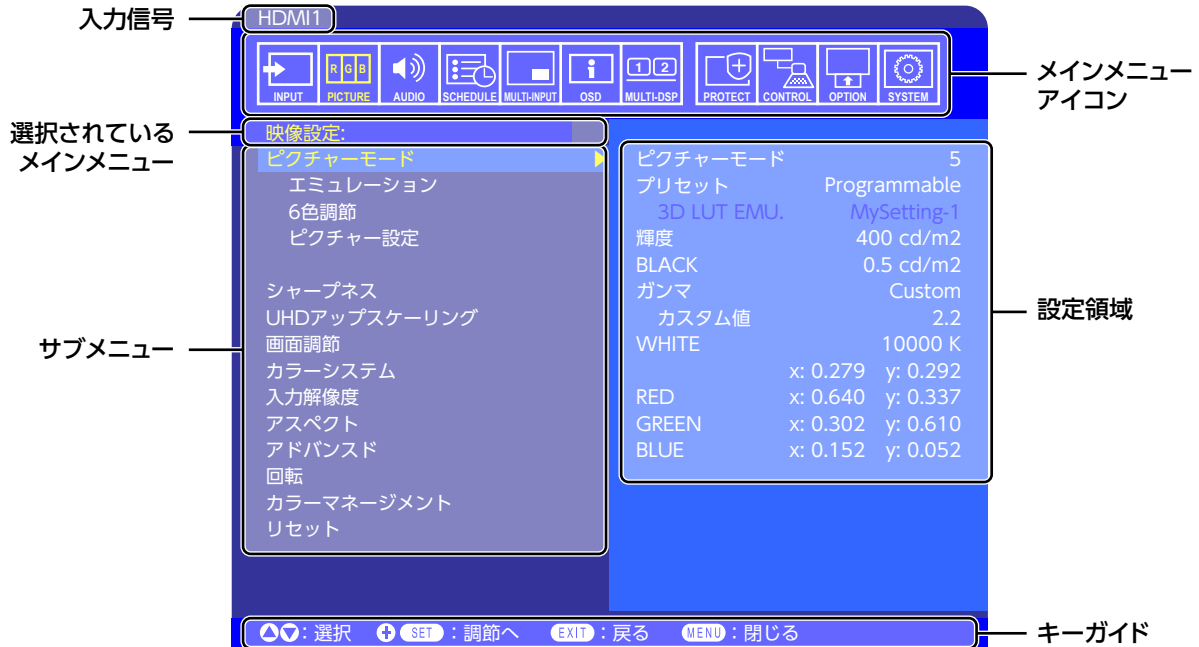 入力信号
HDMI1
INPUT PICTURE AUDIO SCHEDULE MULTI-INPUT OSD MULTI-DSP PROTECT CONTROL OPTION SYSTEM
R G B
1 2
メインメニュー
アイコン
選択されている
メインメニュー
映像設定:
サブメニュー
ピクチャーモード
エミュレーション
6色調節
ピクチャー設定
シャープネス
UHDアップスケーリング
画面調節
カラーシステム
入力解像度
アスペクト
アドバンスド
回転
カラーマネージメント
リセット
ピクチャーモード 5
プリセット Programmable
3D LUT EMU. MySetting-1
輝度 400 cd/m2
BLACK 0.5 cd/m2
ガンマ Custom
カスタム値 2.2
WHITE 10000 K
x: 0.279 y: 0.292
RED x: 0.640 y: 0.337
GREEN x: 0.302 y: 0.610
BLUE x: 0.152 y: 0.052
設定領域
：選択 SET ：調節へ EXIT ：戻る MENU ：閉じる
キーガイド